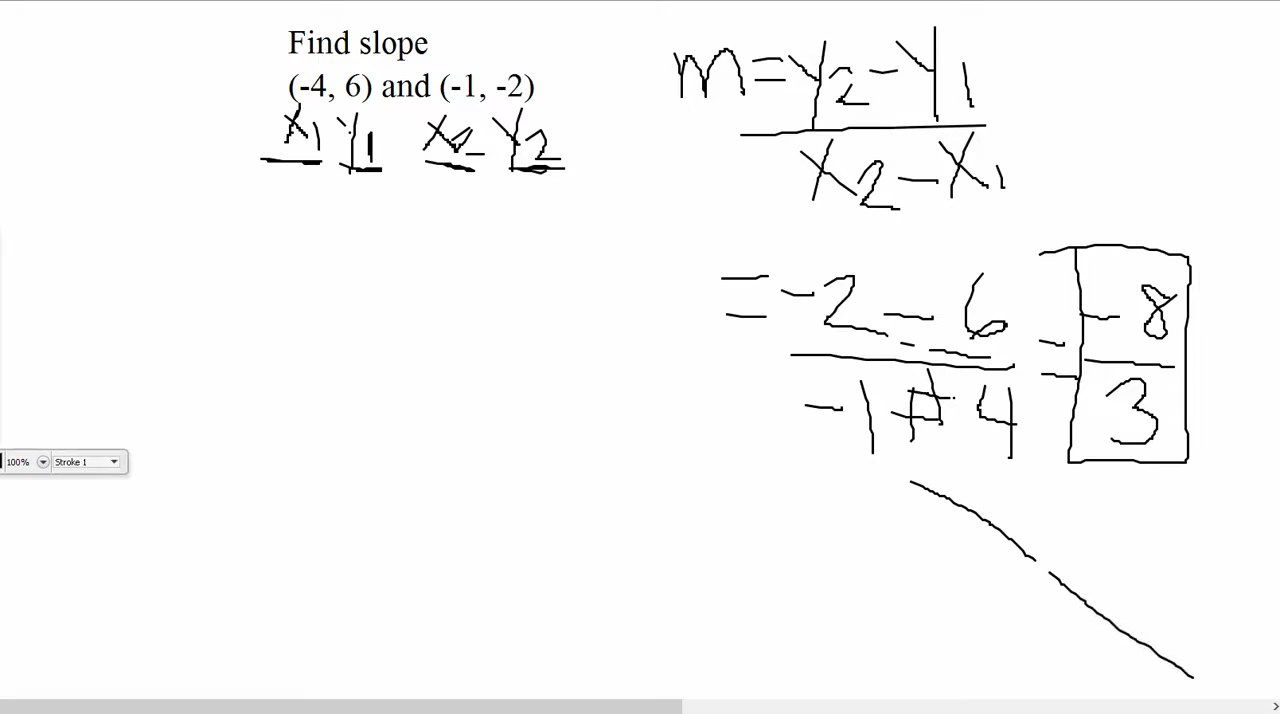 Find slope
(-4, 6) and (-1, -2)
X1 Y1 X2 Y2
m = Y2 - Y1
X2 - X1
= -2 - 6 = -8
-1 + 4 3
100% Stroke 1